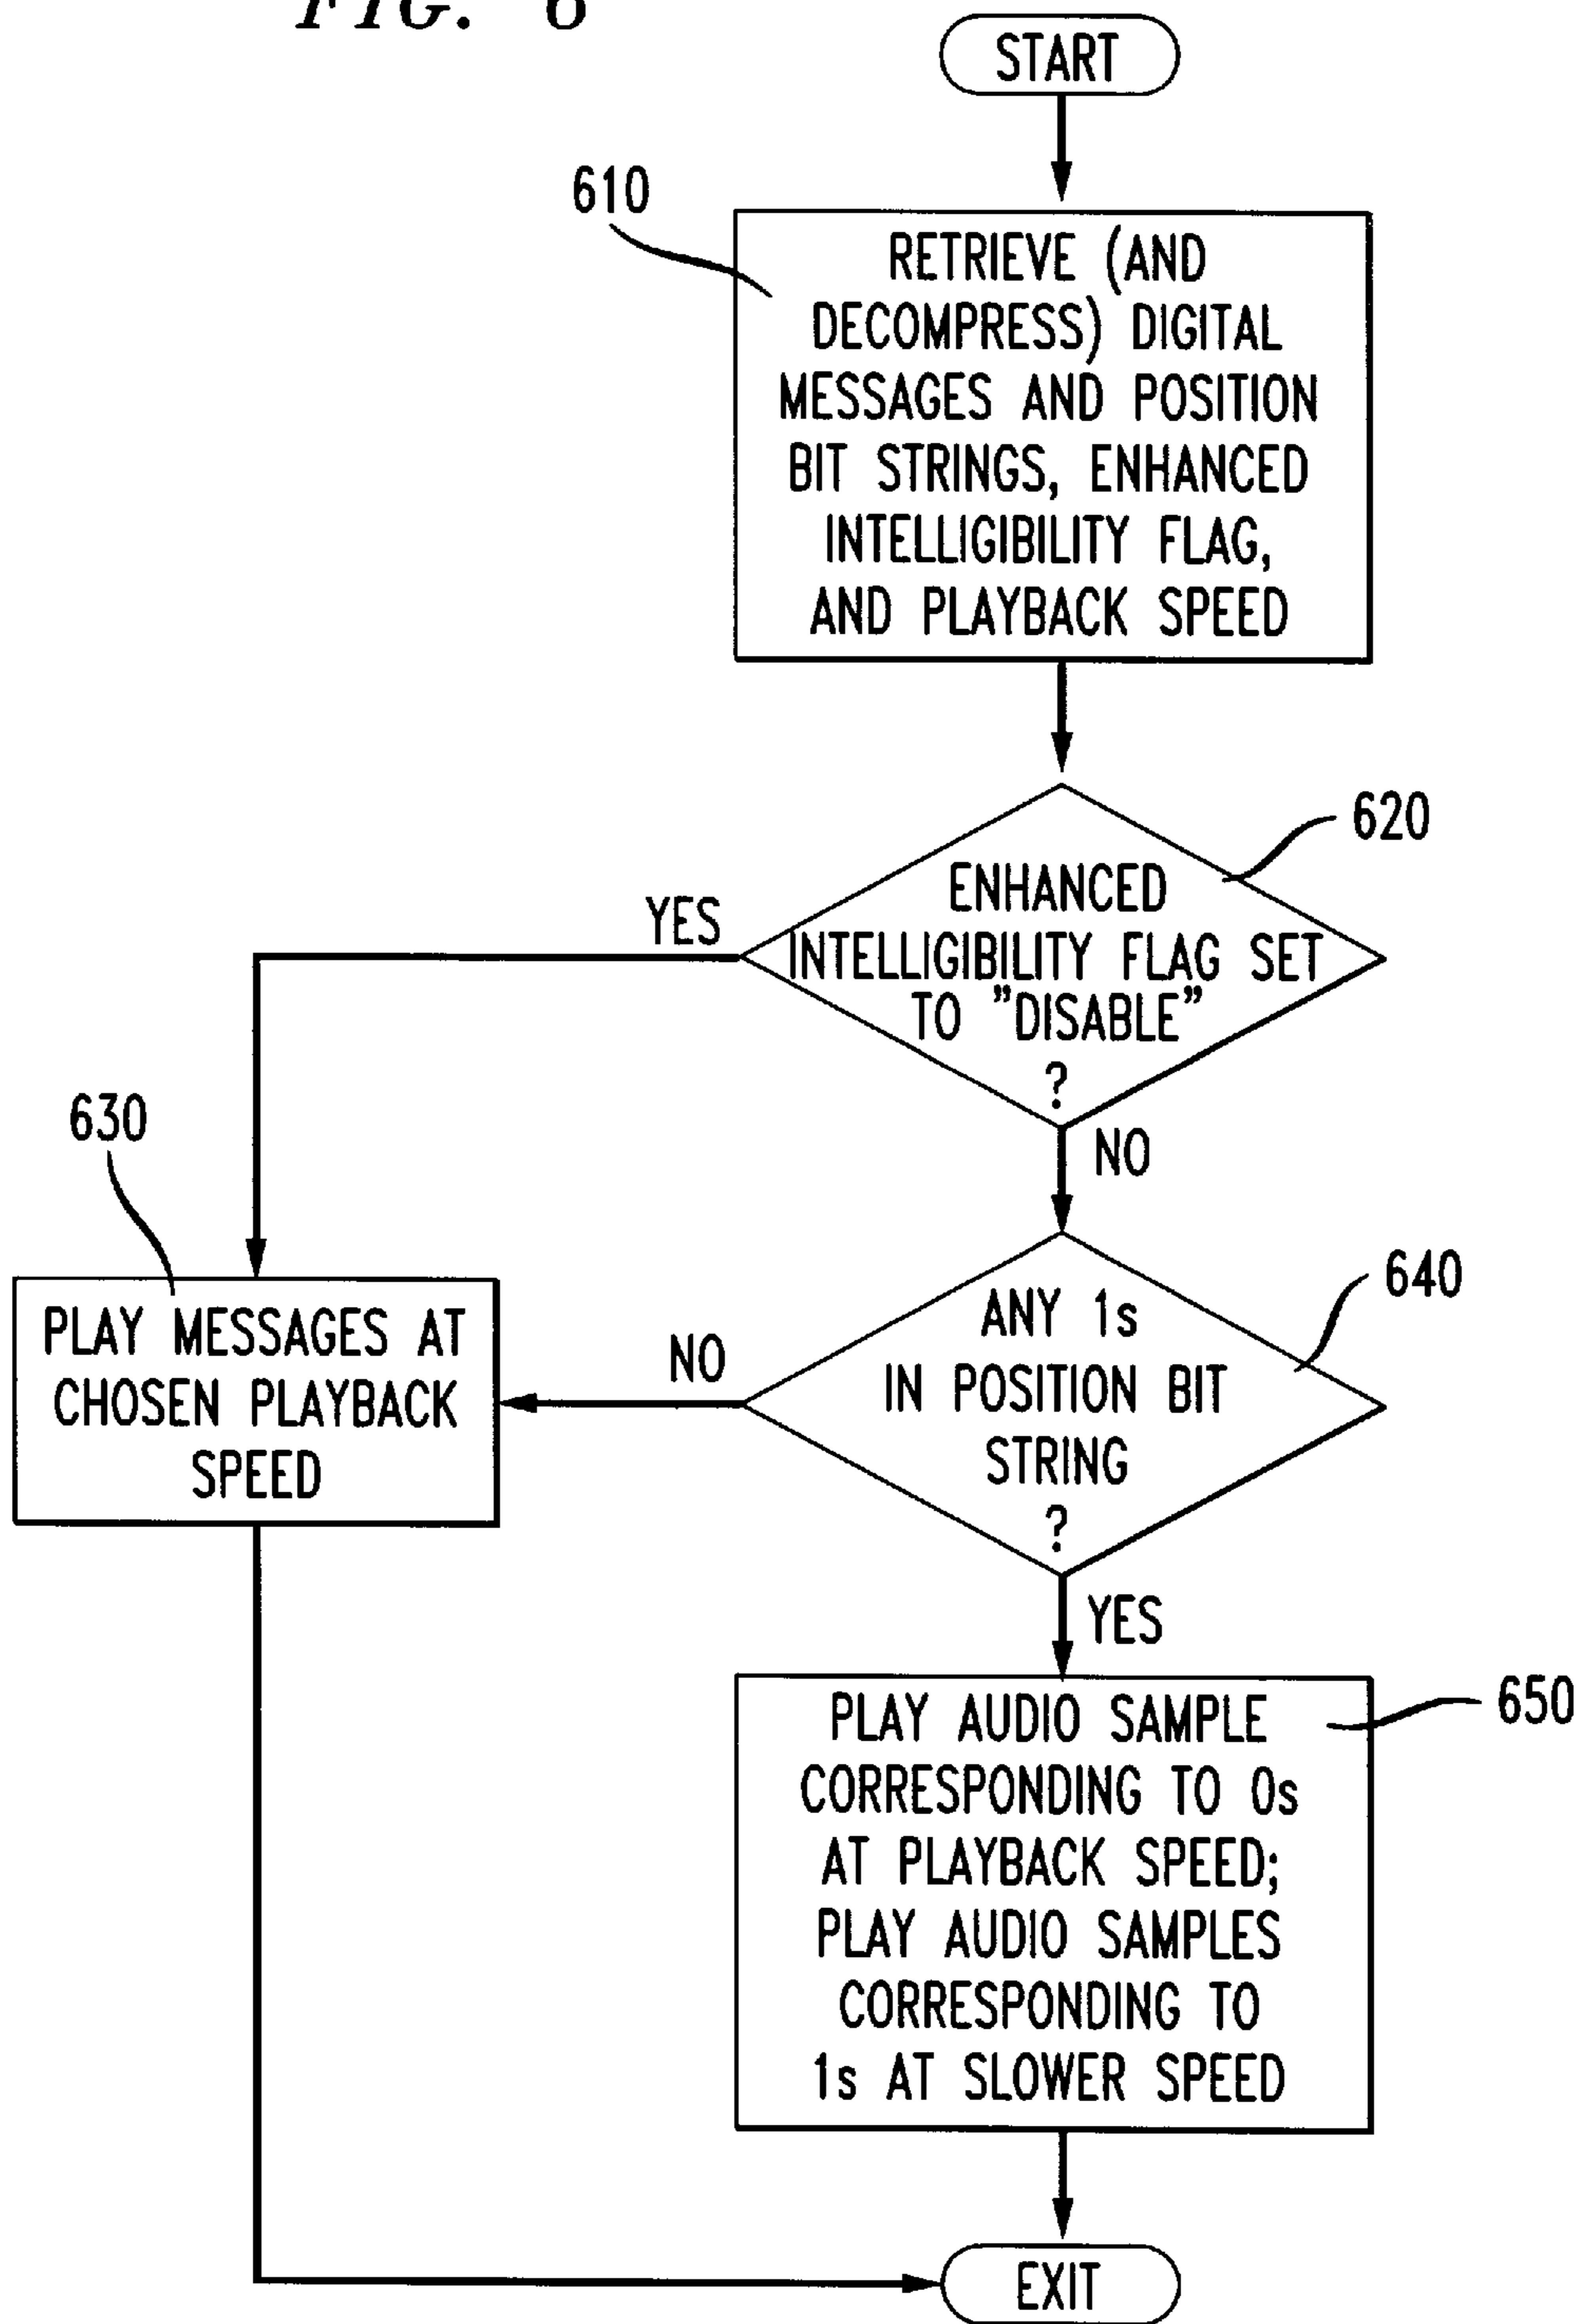 FIG. 6
START
610
RETRIEVE (AND
DECOMPRESS) DIGITAL
MESSAGES AND POSITION
BIT STRINGS, ENHANCED
INTELLIGIBILITY FLAG,
AND PLAYBACK SPEED
620
ENHANCED
INTELLIGIBILITY FLAG SET
TO "DISABLE"
?
YES
NO
630
PLAY MESSAGES AT
CHOSEN PLAYBACK
SPEED
640
ANY 1s
IN POSITION BIT
STRING
?
NO
YES
650
PLAY AUDIO SAMPLE
CORRESPONDING TO 0s
AT PLAYBACK SPEED;
PLAY AUDIO SAMPLES
CORRESPONDING TO
1s AT SLOWER SPEED
EXIT